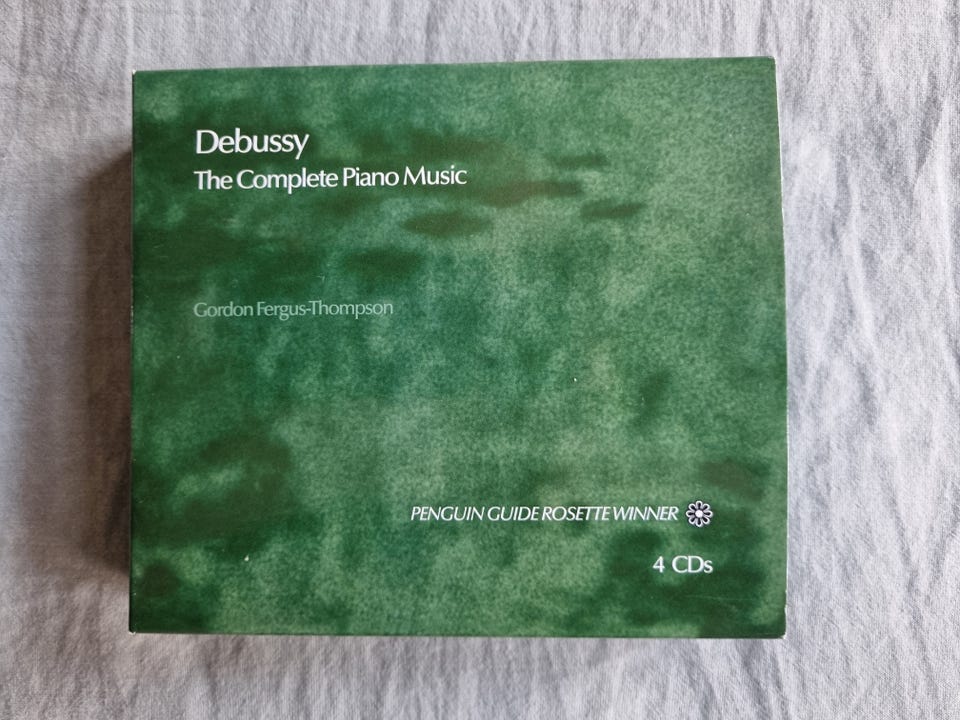 Debussy
The Complete Piano Music
Gordon Fergus-Thompson
PENGUIN GUIDE ROSETTE WINNER
4 CDs